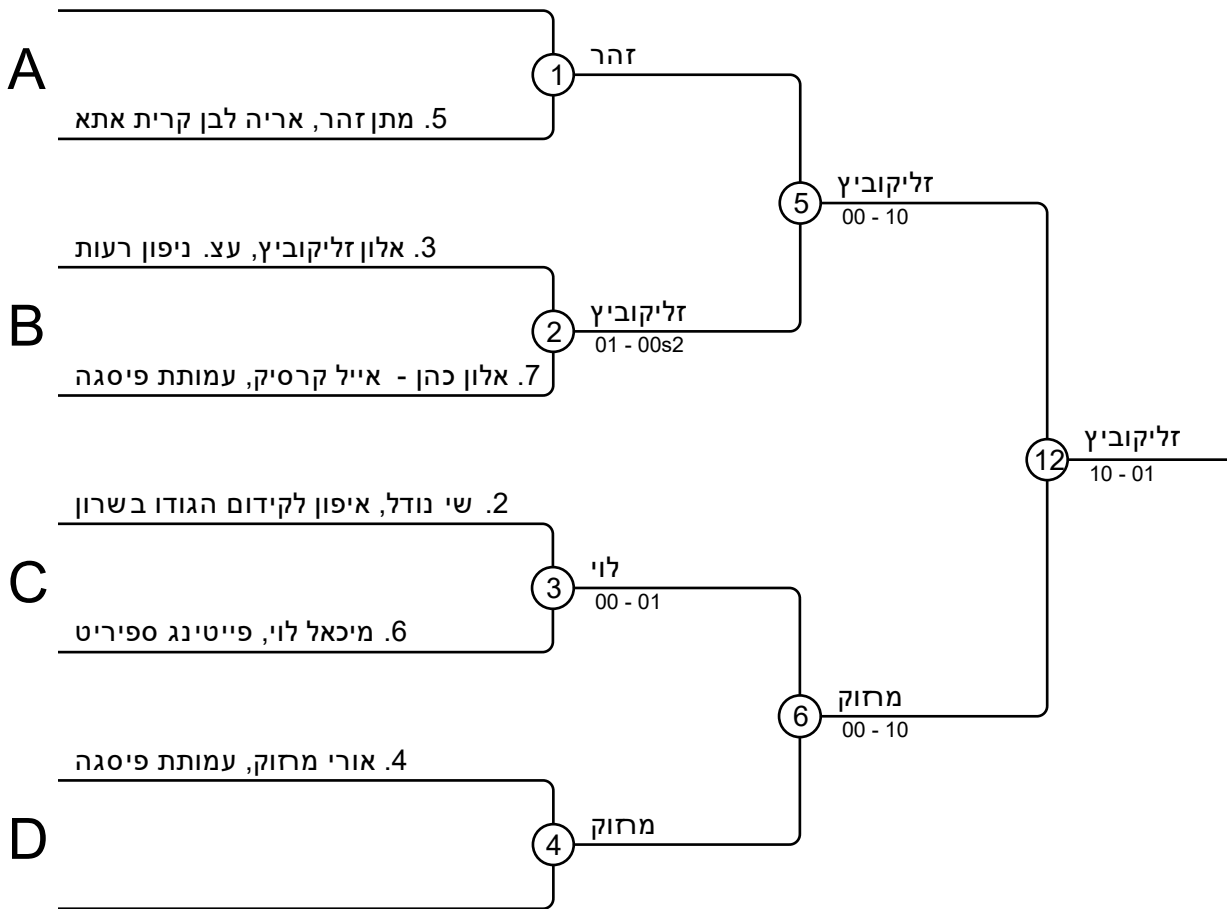 A
1
זהר
5. מתן זהר, אריה לבן קרית אתא
5
זליקוביץ
00 - 10
3. אלון זליקוביץ, עצ. ניפון רעות
B
2
זליקוביץ
01 - 00s2
7. אלון כהן - אייל קרסיק, עמותת פיסגה
12
זליקוביץ
10 - 01
2. שי נודל, איפון לקידום הגודו בשרון
C
3
לוי
00 - 01
6. מיכאל לוי, פייטינג ספיריט
6
מרזוק
00 - 10
4. אורי מרזוק, עמותת פיסגה
D
4
מרזוק